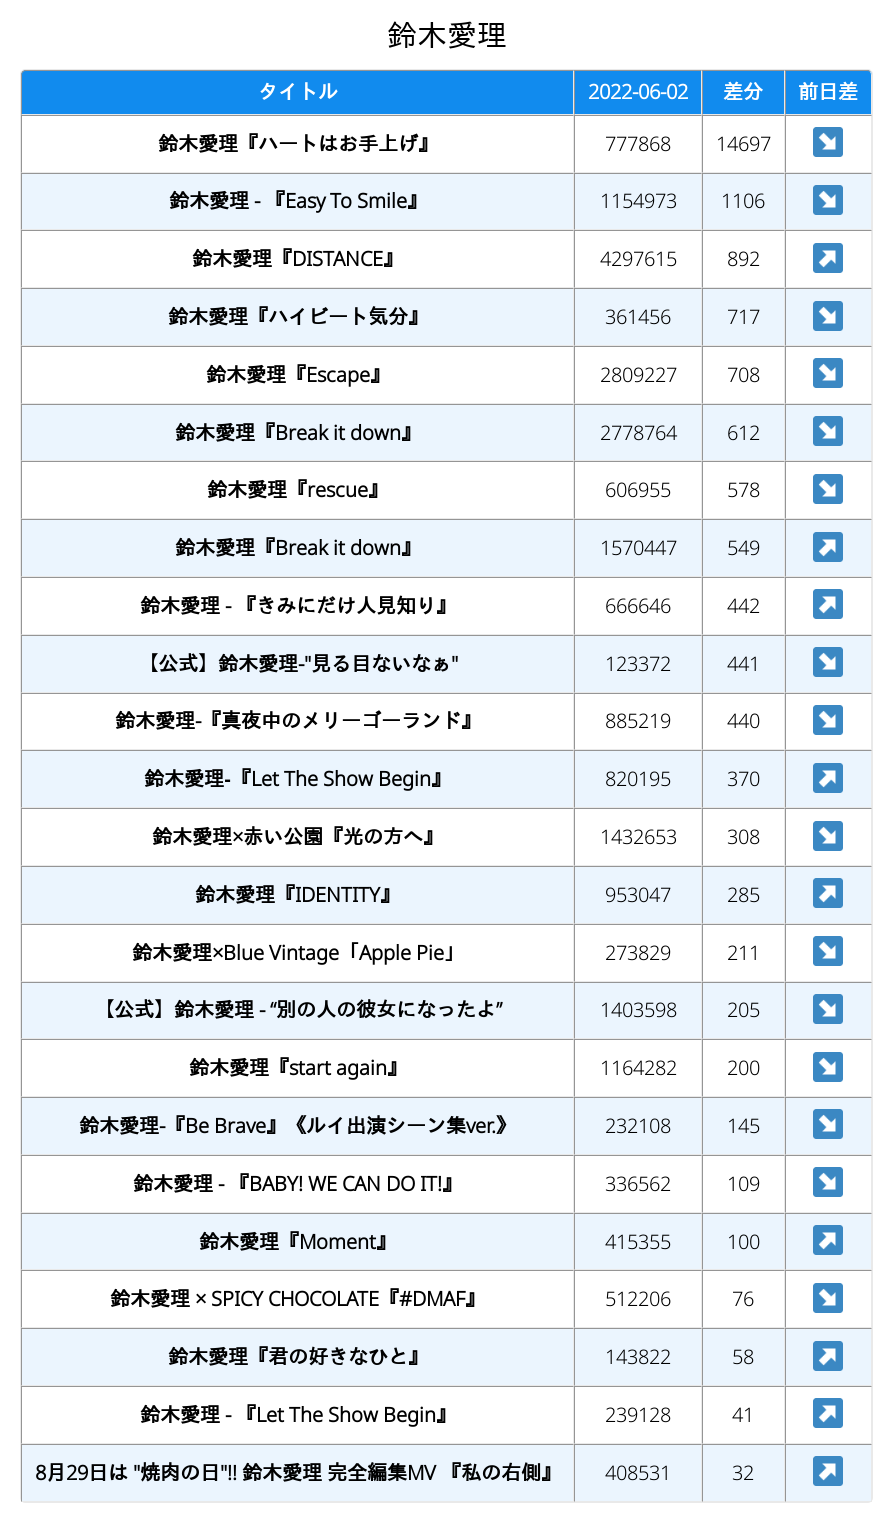 鈴木愛理
タイトル 2022-06-02 差分 前日差
鈴木愛理『ハートはお手上げ』 777868 14697
鈴木愛理 - 『Easy To Smile』 1154973 1106
鈴木愛理『DISTANCE』 4297615 892
鈴木愛理『ハイビート気分』 361456 717
鈴木愛理『Escape』 2809227 708
鈴木愛理『Break it down』 2778764 612
鈴木愛理『rescue』 606955 578
鈴木愛理『Break it down』 1570447 549
鈴木愛理 - 『きみにだけ人見知り』 666646 442
【公式】鈴木愛理-"見る目ないなぁ" 123372 441
鈴木愛理-『真夜中のメリーゴーランド』 885219 440
鈴木愛理-『Let The Show Begin』 820195 370
鈴木愛理×赤い公園『光の方へ』 1432653 308
鈴木愛理『IDENTITY』 953047 285
鈴木愛理×Blue Vintage「Apple Pie」 273829 211
【公式】鈴木愛理 - “別の人の彼女になったよ” 1403598 205
鈴木愛理『start again』 1164282 200
鈴木愛理-『Be Brave』《ルイ出演シーン集ver.》 232108 145
鈴木愛理 - 『BABY! WE CAN DO IT!』 336562 109
鈴木愛理『Moment』 415355 100
鈴木愛理 × SPICY CHOCOLATE『#DMAF』 512206 76
鈴木愛理『君の好きなひと』 143822 58
鈴木愛理 - 『Let The Show Begin』 239128 41
8月29日は "焼肉の日"!! 鈴木愛理 完全編集MV 『私の右側』 408531 32